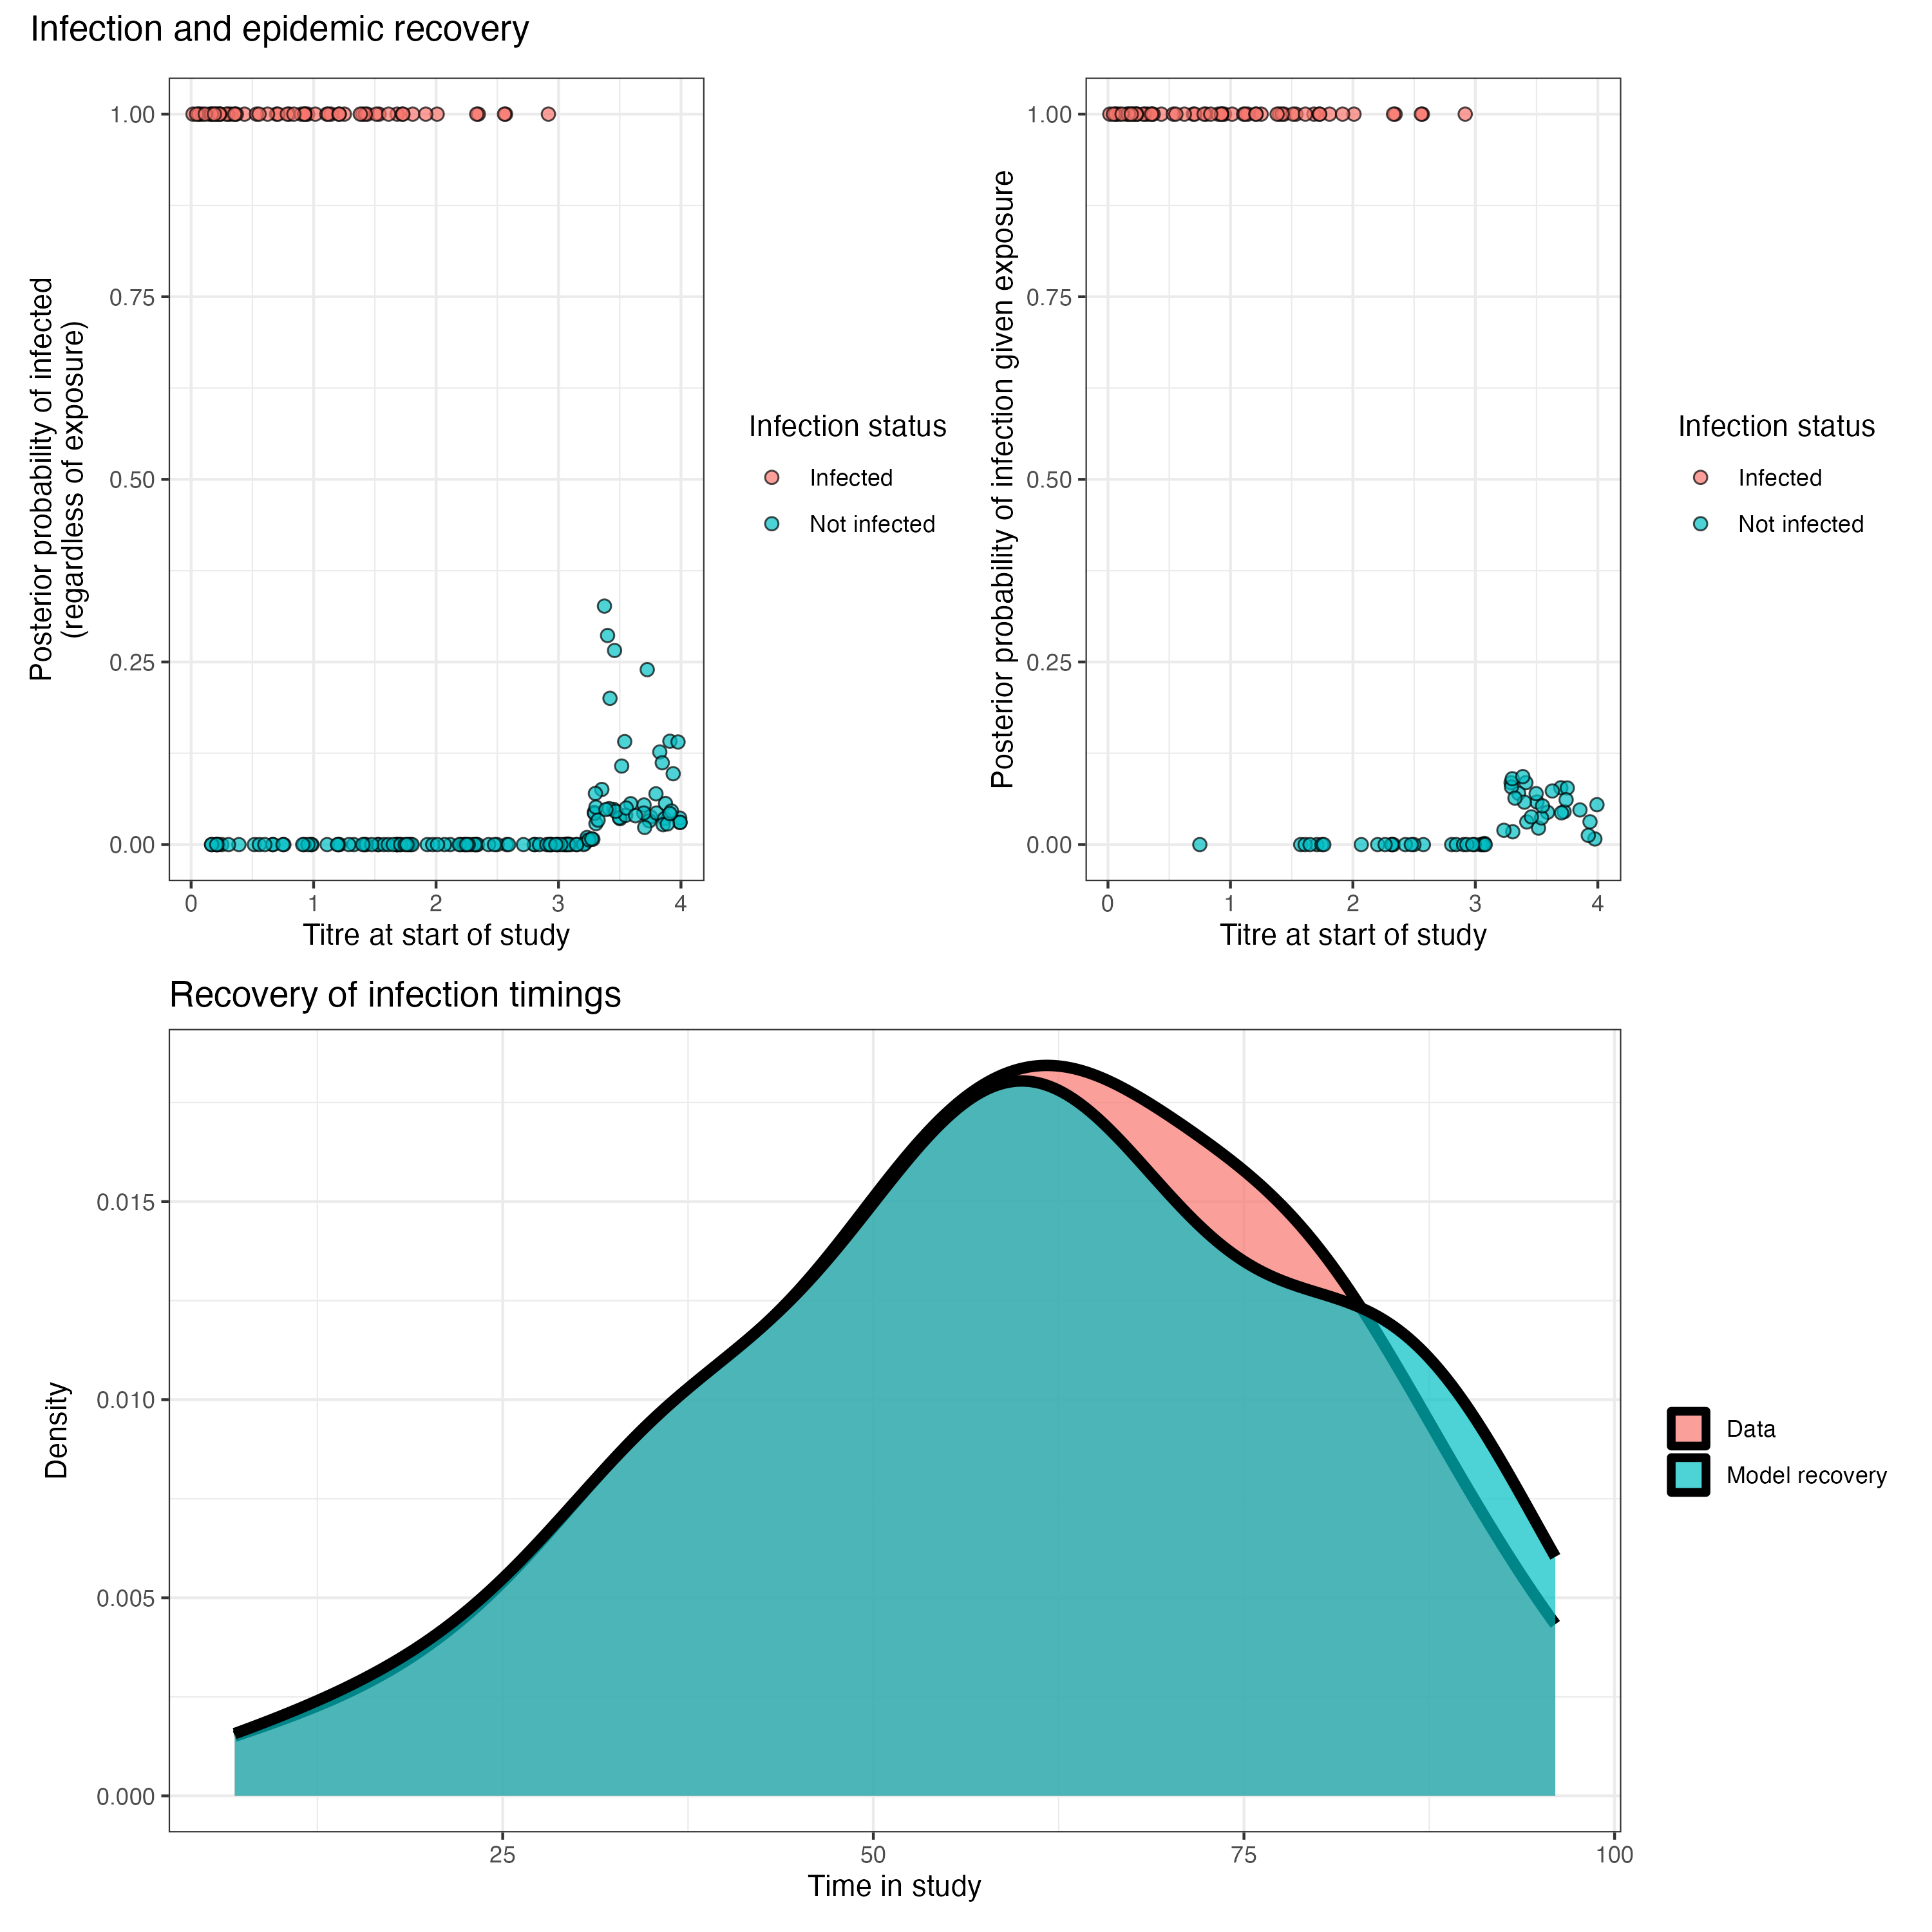 Infection and epidemic recovery
Posterior probability of infected
(regardless of exposure)
1.00
0.75
0.50
0.25
0.00
0 1 2 3 4
Titre at start of study
Infection status
Infected
Not infected
Posterior probability of infection given exposure
1.00
0.75
0.50
0.25
0.00
0 1 2 3 4
Titre at start of study
Infection status
Infected
Not infected
Recovery of infection timings
Density
0.015
0.010
0.005
0.000
25 50 75 100
Time in study
Data
Model recovery